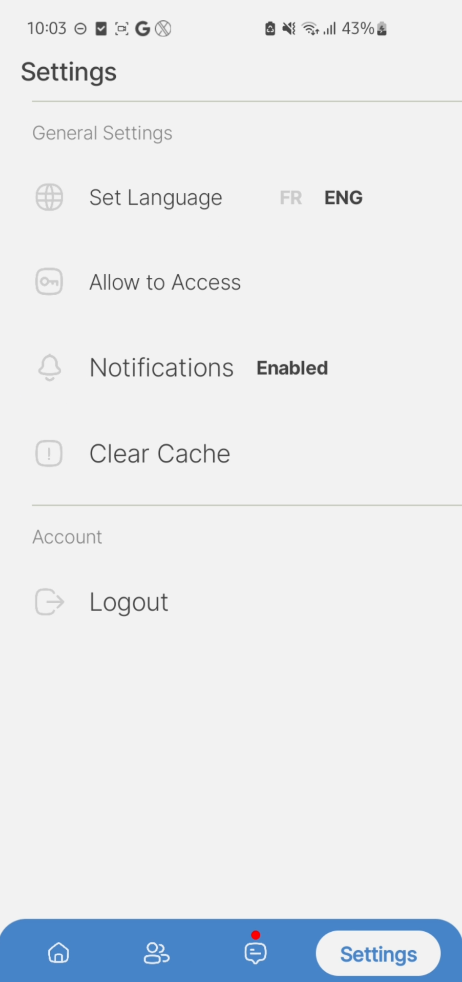 10:03 G 43%
Settings
General Settings
Set Language FR ENG
Allow to Access
Notifications Enabled
Clear Cache
Account
Logout
Settings